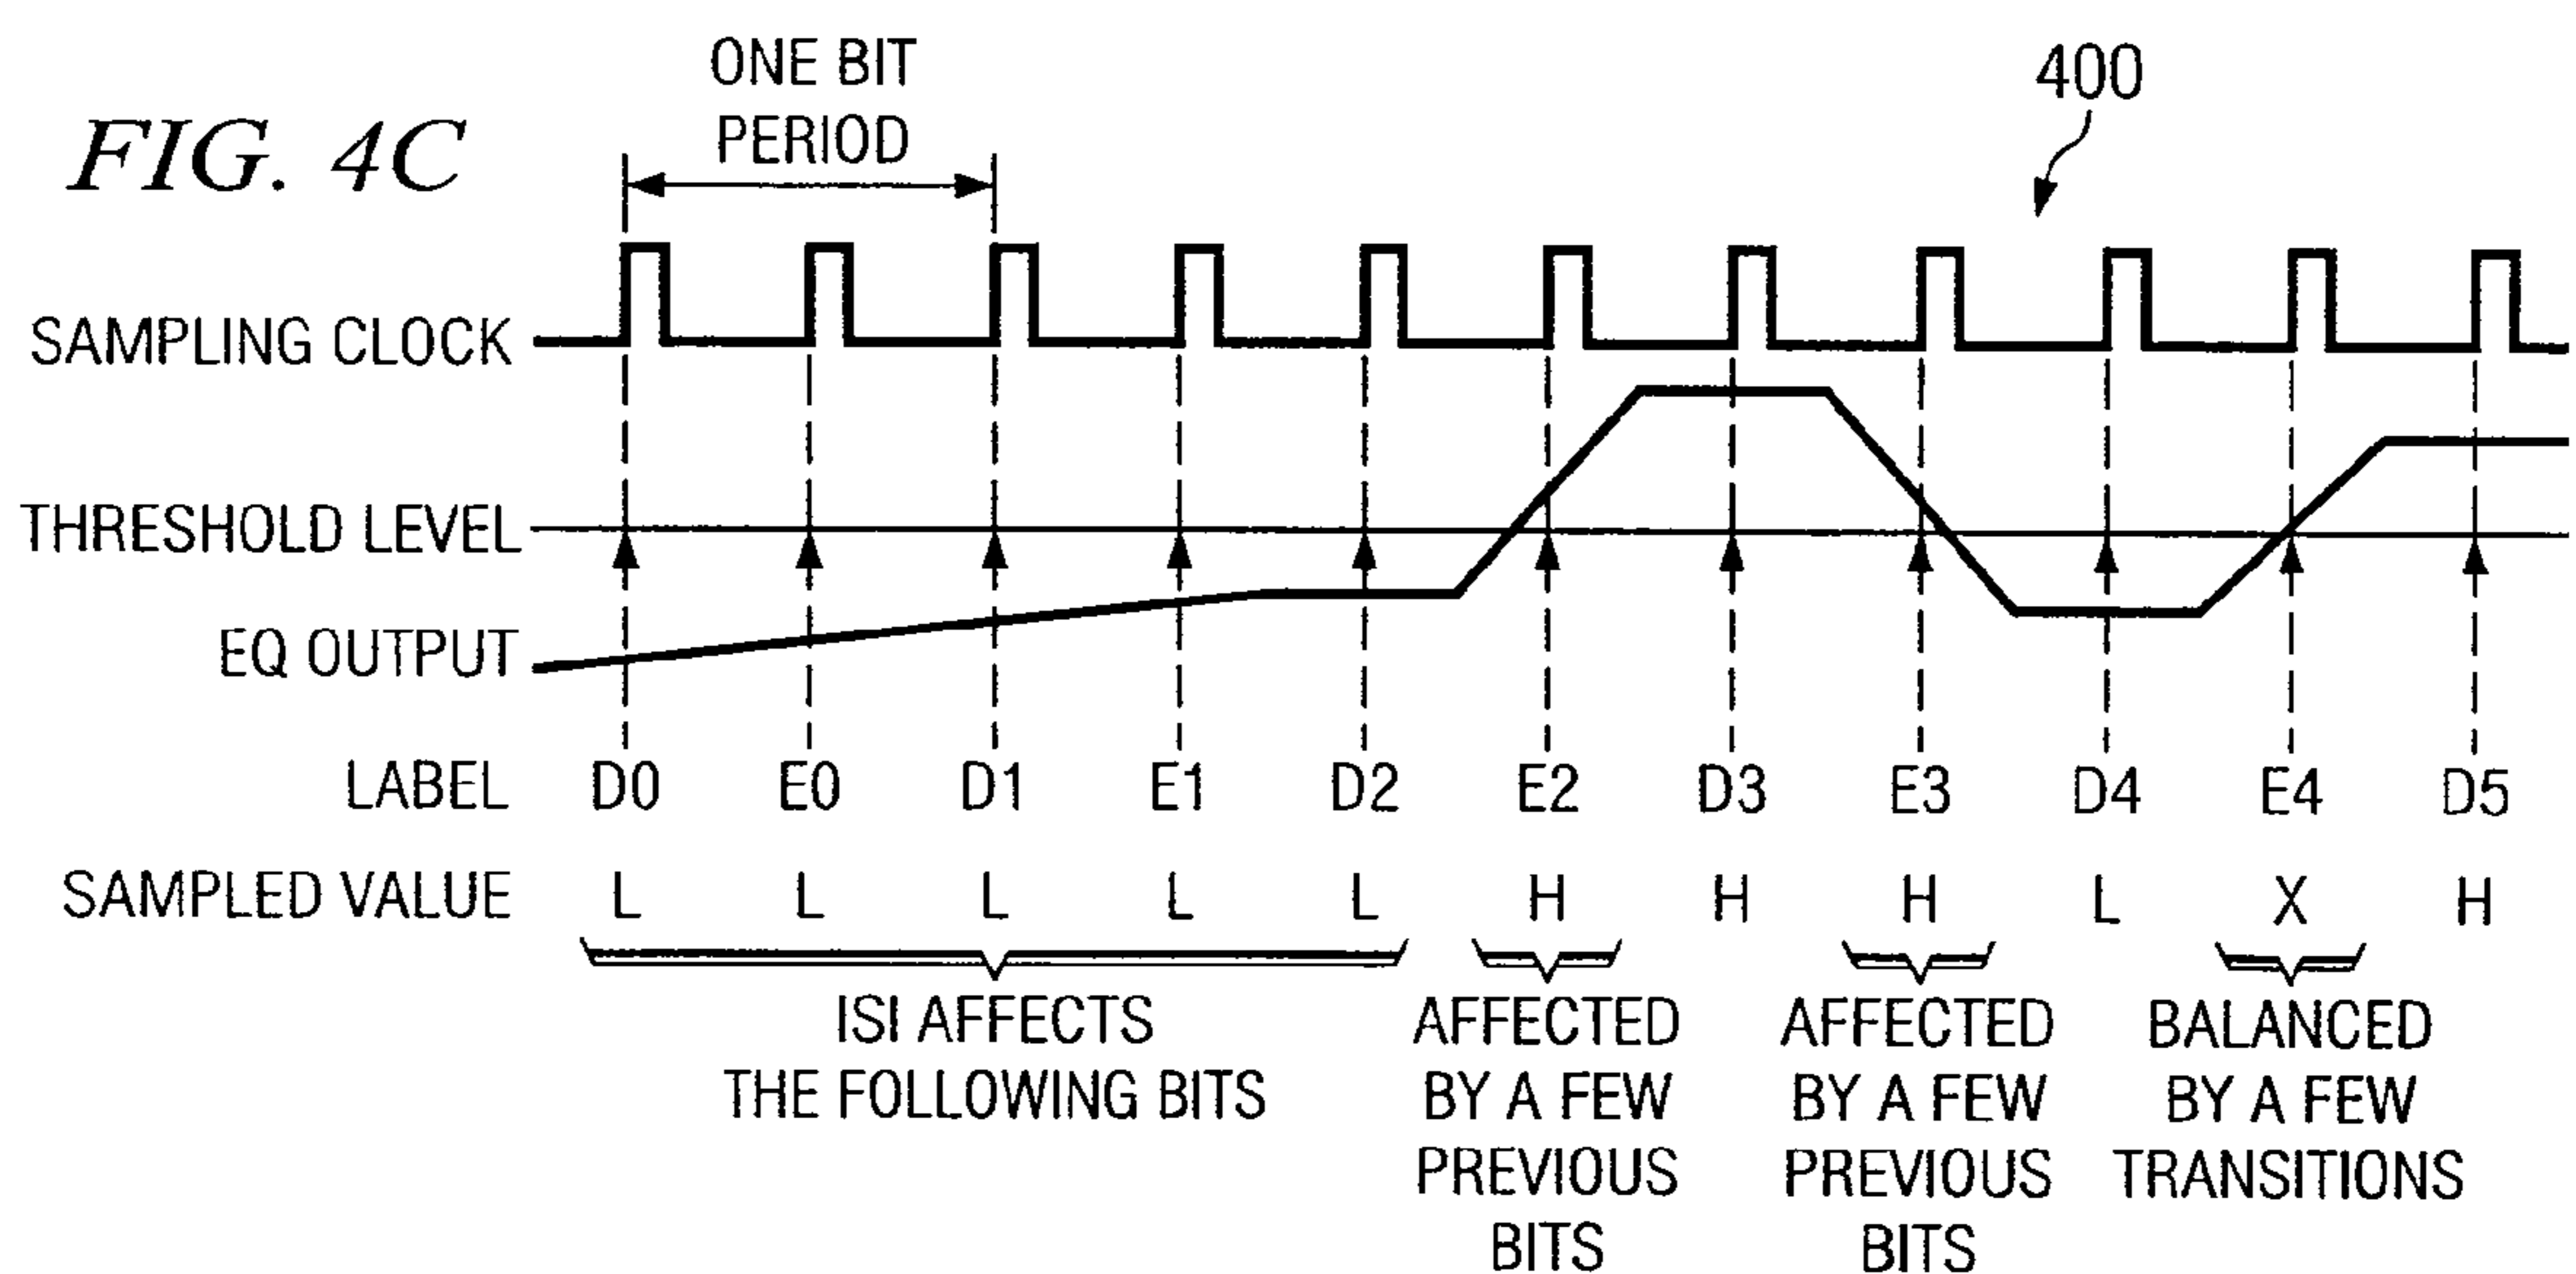 FIG. 4C
ONE BIT
PERIOD
400
SAMPLING CLOCK
THRESHOLD LEVEL
EQ OUTPUT
LABEL D0 E0 D1 E1 D2 E2 D3 E3 D4 E4 D5
SAMPLED VALUE L L L L L H H H L X H
ISI AFFECTS
THE FOLLOWING BITS
AFFECTED
BY A FEW
PREVIOUS
BITS
AFFECTED
BY A FEW
PREVIOUS
BITS
BALANCED
BY A FEW
TRANSITIONS